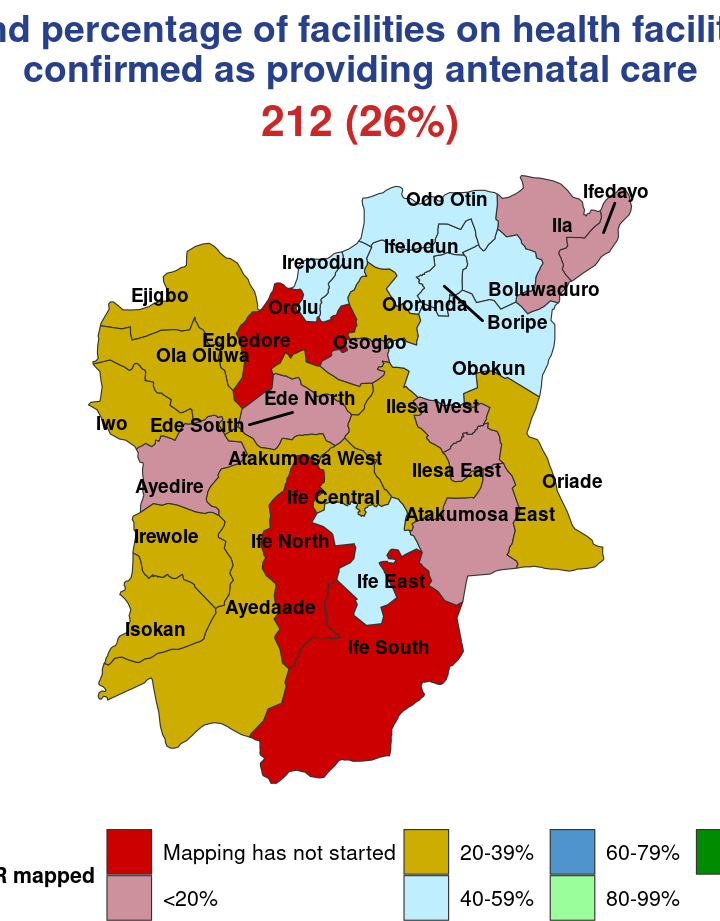 nd percentage of facilities on health facilit
confirmed as providing antenatal care
212 (26%)
Ifedayo
Odo Otin
Ila
Ifelodun
Irepodun
Boluwaduro
Ejigbo
Orolu
Olorunda
Boripe
Egbedore
Osogbo
Ola Oluwa
Obokun
Ede North
Ilesa West
Iwo
Ede South
Atakumosa West
Ilesa East
Oriade
Ayedire
Ife Central
Atakumosa East
Irewole
Ife North
Ife East
Ayedaade
Isokan
Ife South
R mapped
Mapping has not started
20-39%
60-79%
<20%
40-59%
80-99%